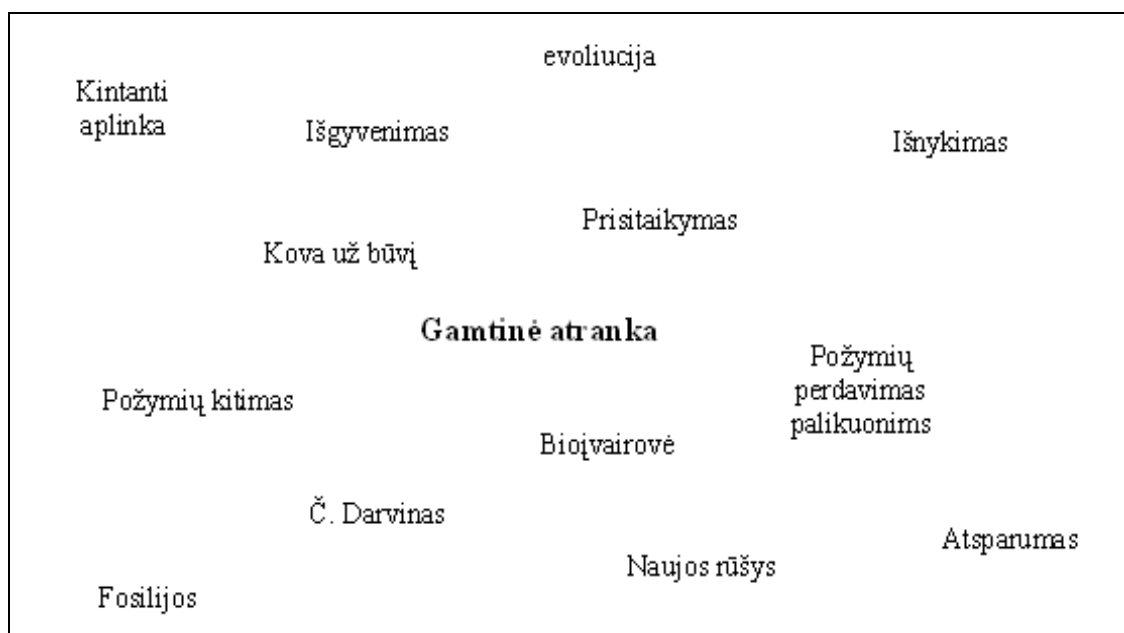 evoliucija
Kintanti
aplinka
Išgyvenimas
Išnykimas
Prisitaikymas
Kova už būvį
Gamtinė atranka
Požymių
perdavimas
palikuonims
Požymių kitimas
Bioįvairovė
Č. Darvinas
Atsparumas
Naujos rūšys
Fosilijos